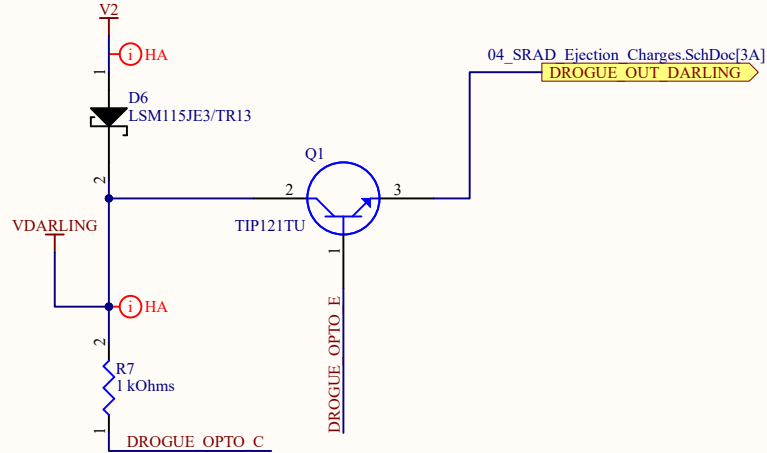 V2
i HA
04_SRAD_Ejection_Charges.SchDoc[3A]
DROGUE_OUT_DARLING
1
D6
LSM115JE3/TR13
2
Q1
2
3
TIP121TU
1
VDARLING
i HA
DROGUE_OPTO_E
2
R7
1 kOhms
1
DROGUE_OPTO_C